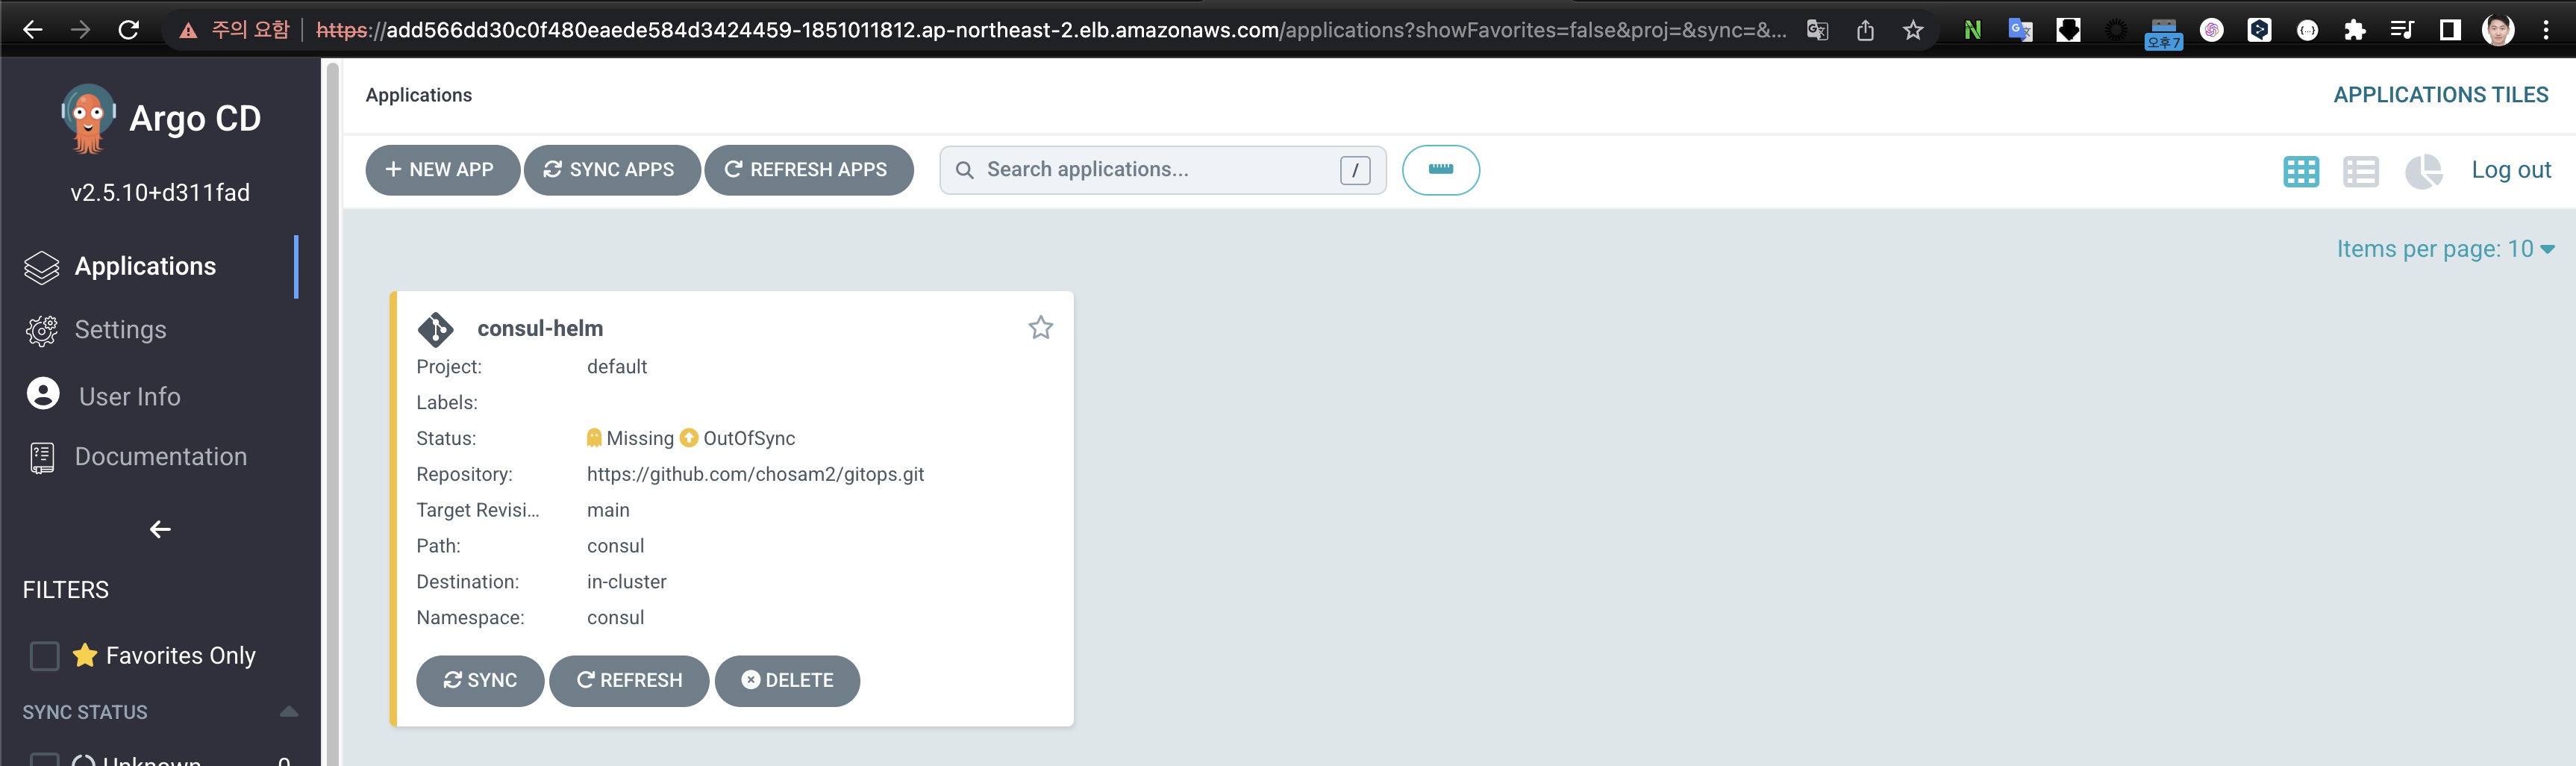 주의 요함 | https://add566dd30c0f480eaede584d3424459-1851011812.ap-northeast-2.elb.amazonaws.com/applications?showFavorites=false&proj=&sync=&...
오후7
Argo CD
v2.5.10+d311fad
Applications
Settings
User Info
Documentation
FILTERS
Favorites Only
SYNC STATUS
Unknown 0
Applications
APPLICATIONS TILES
+ NEW APP
SYNC APPS
REFRESH APPS
Search applications...
/
Log out
Items per page: 10
consul-helm
Project: default
Labels:
Status: Missing OutOfSync
Repository: https://github.com/chosam2/gitops.git
Target Revisi... main
Path: consul
Destination: in-cluster
Namespace: consul
SYNC
REFRESH
DELETE